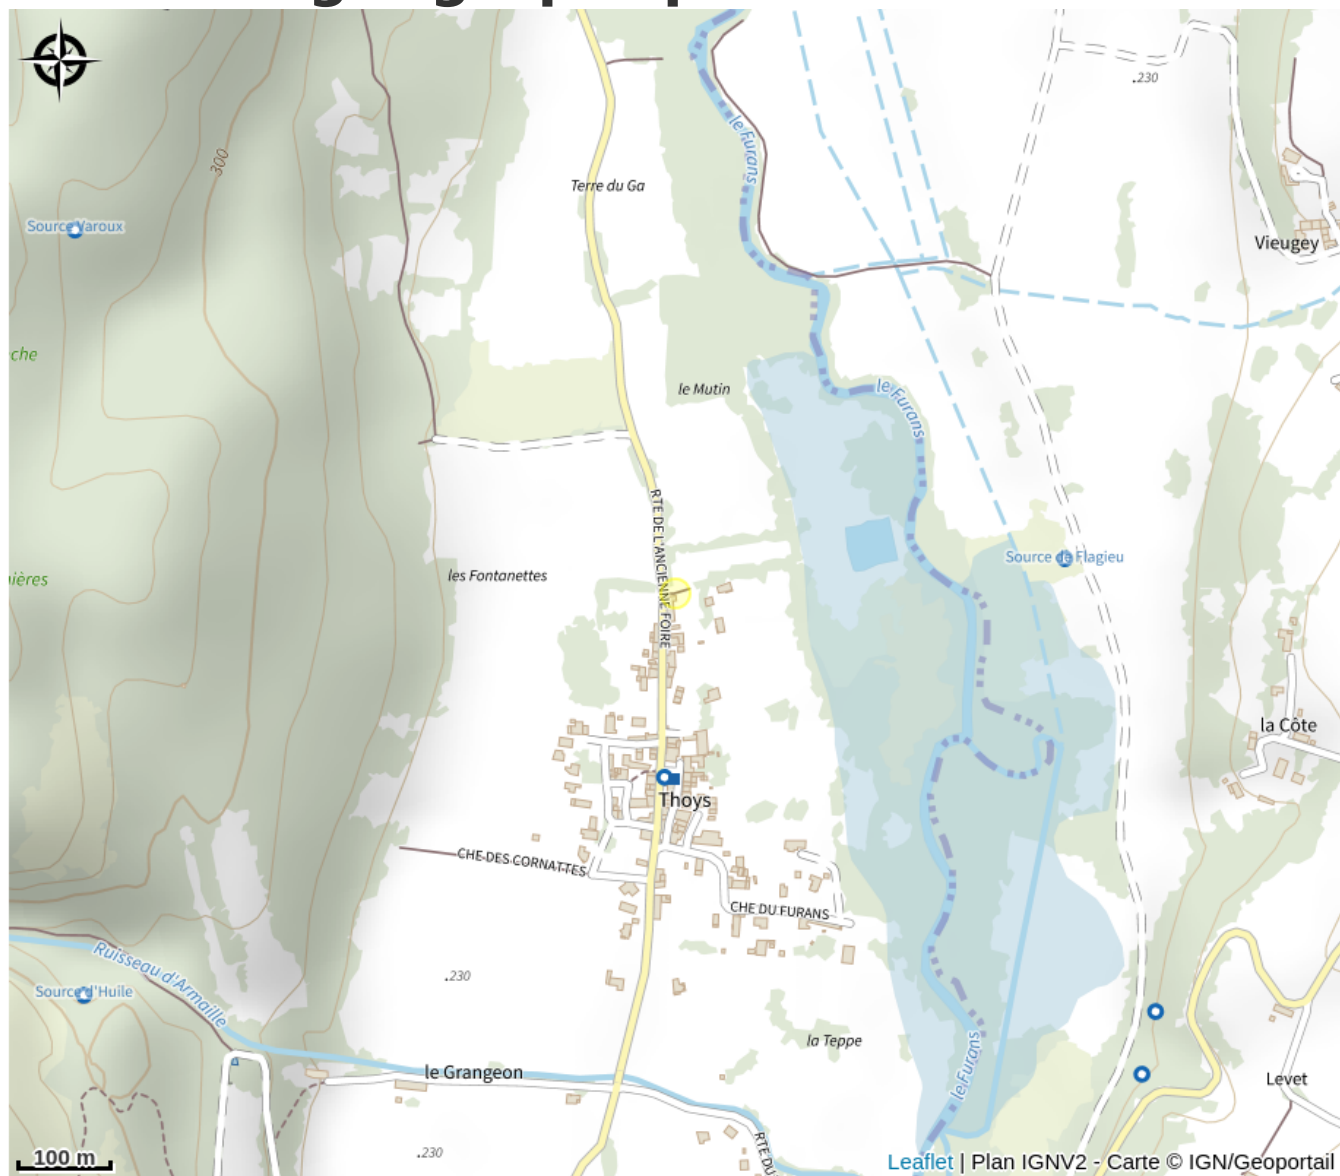 .230
le Furans
300
Terre du Ga
Source Varoux
Vieugey
che
le Mutin
le Furans
RTE DE L'ANCIENNE FOIRE
Source de Flagieu
les Fontanettes
ières
la Côte
Thoys
CHE DES CORNATTES
CHE DU FURANS
Ruisseau d'Armaille
.230
Source d'Huile
la Teppe
le Furans
le Grangeon
Levet
RTE DU
.230
100 m
Leaflet | Plan IGNV2 - Carte © IGN/Geoportail